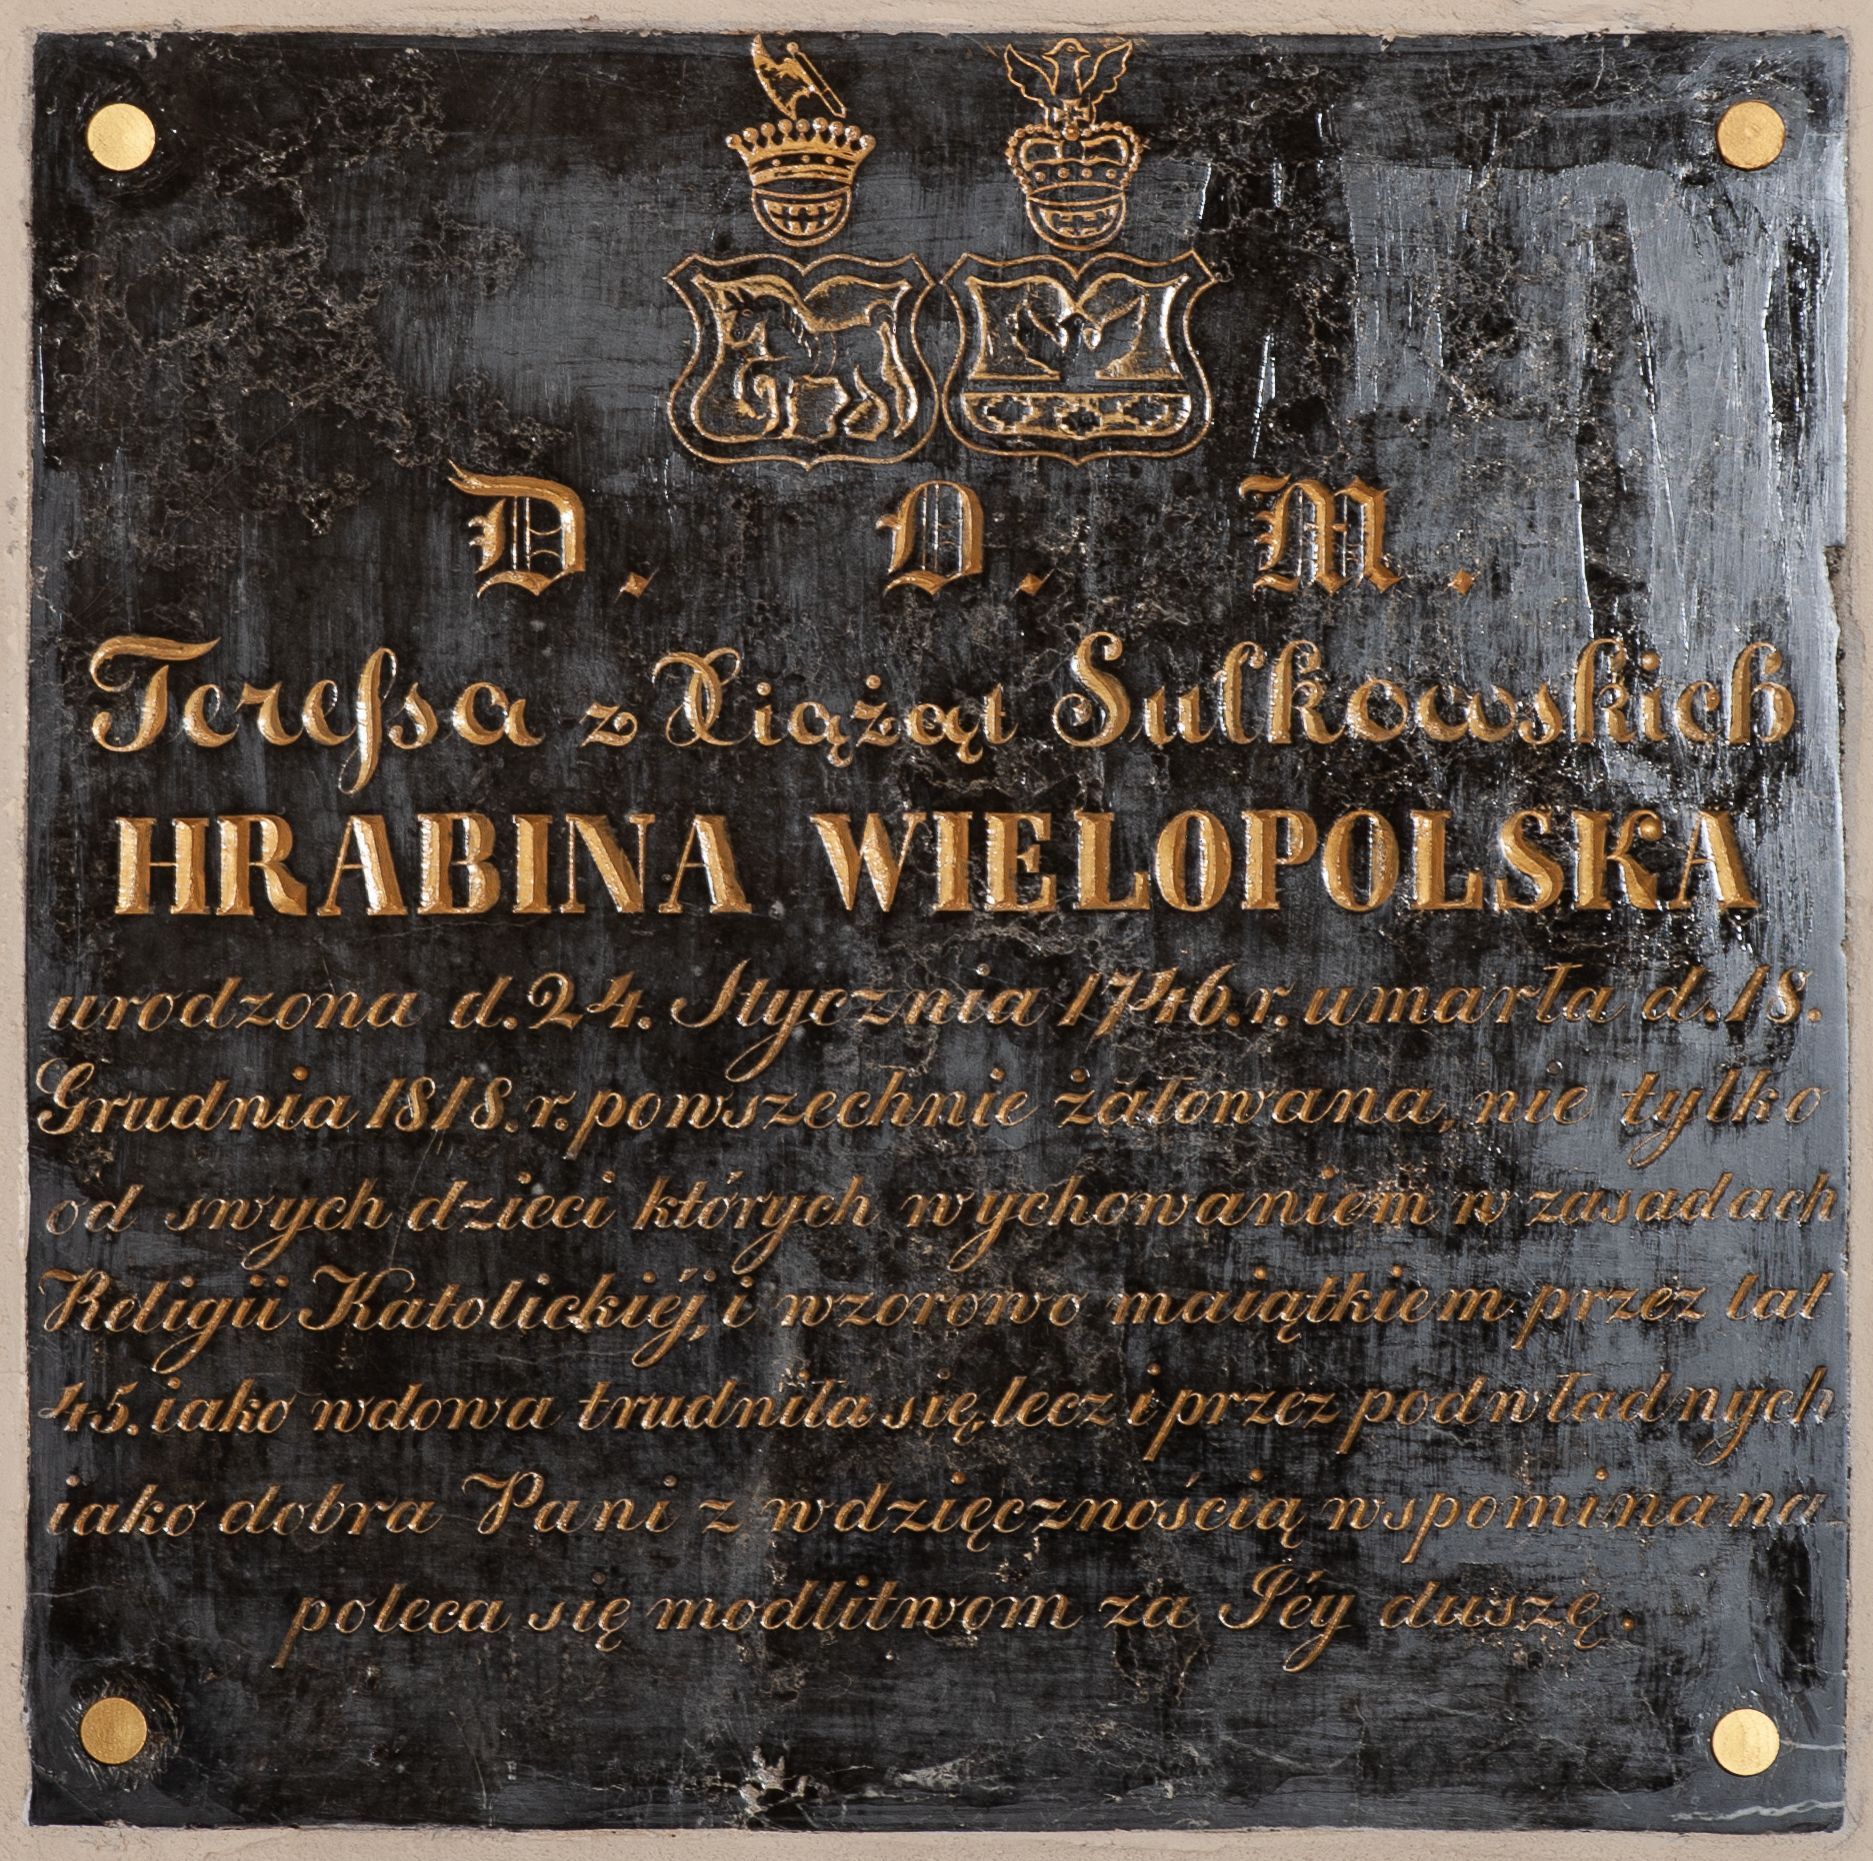 D. O. M.
Tereſsa z Xiążąt Sułkowskich
HRABINA WIELOPOLSKA
urodzona d. 24. Stycznia 1746. r. umarła d. 18.
Grudnia 1818. r. powszechnie żałowana, nie tylko
od swych dzieci których wychowaniem w zasadach
Religii Katolickiéj, i wzorowo maiątkiem przez lat
45. iako wdowa trudniła się, lecz i przez podwładnych
iako dobra Pani z wdzięcznością wspominana
poleca się modlitwom za Iéy duszę.